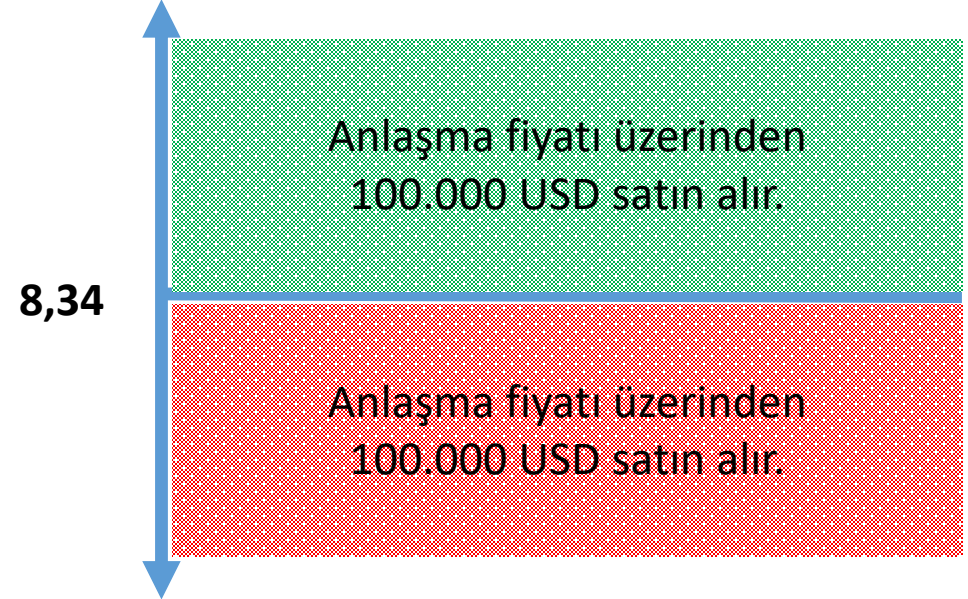 Anlaşma fiyatı üzerinden
100.000 USD satın alır.
8,34
Anlaşma fiyatı üzerinden
100.000 USD satın alır.